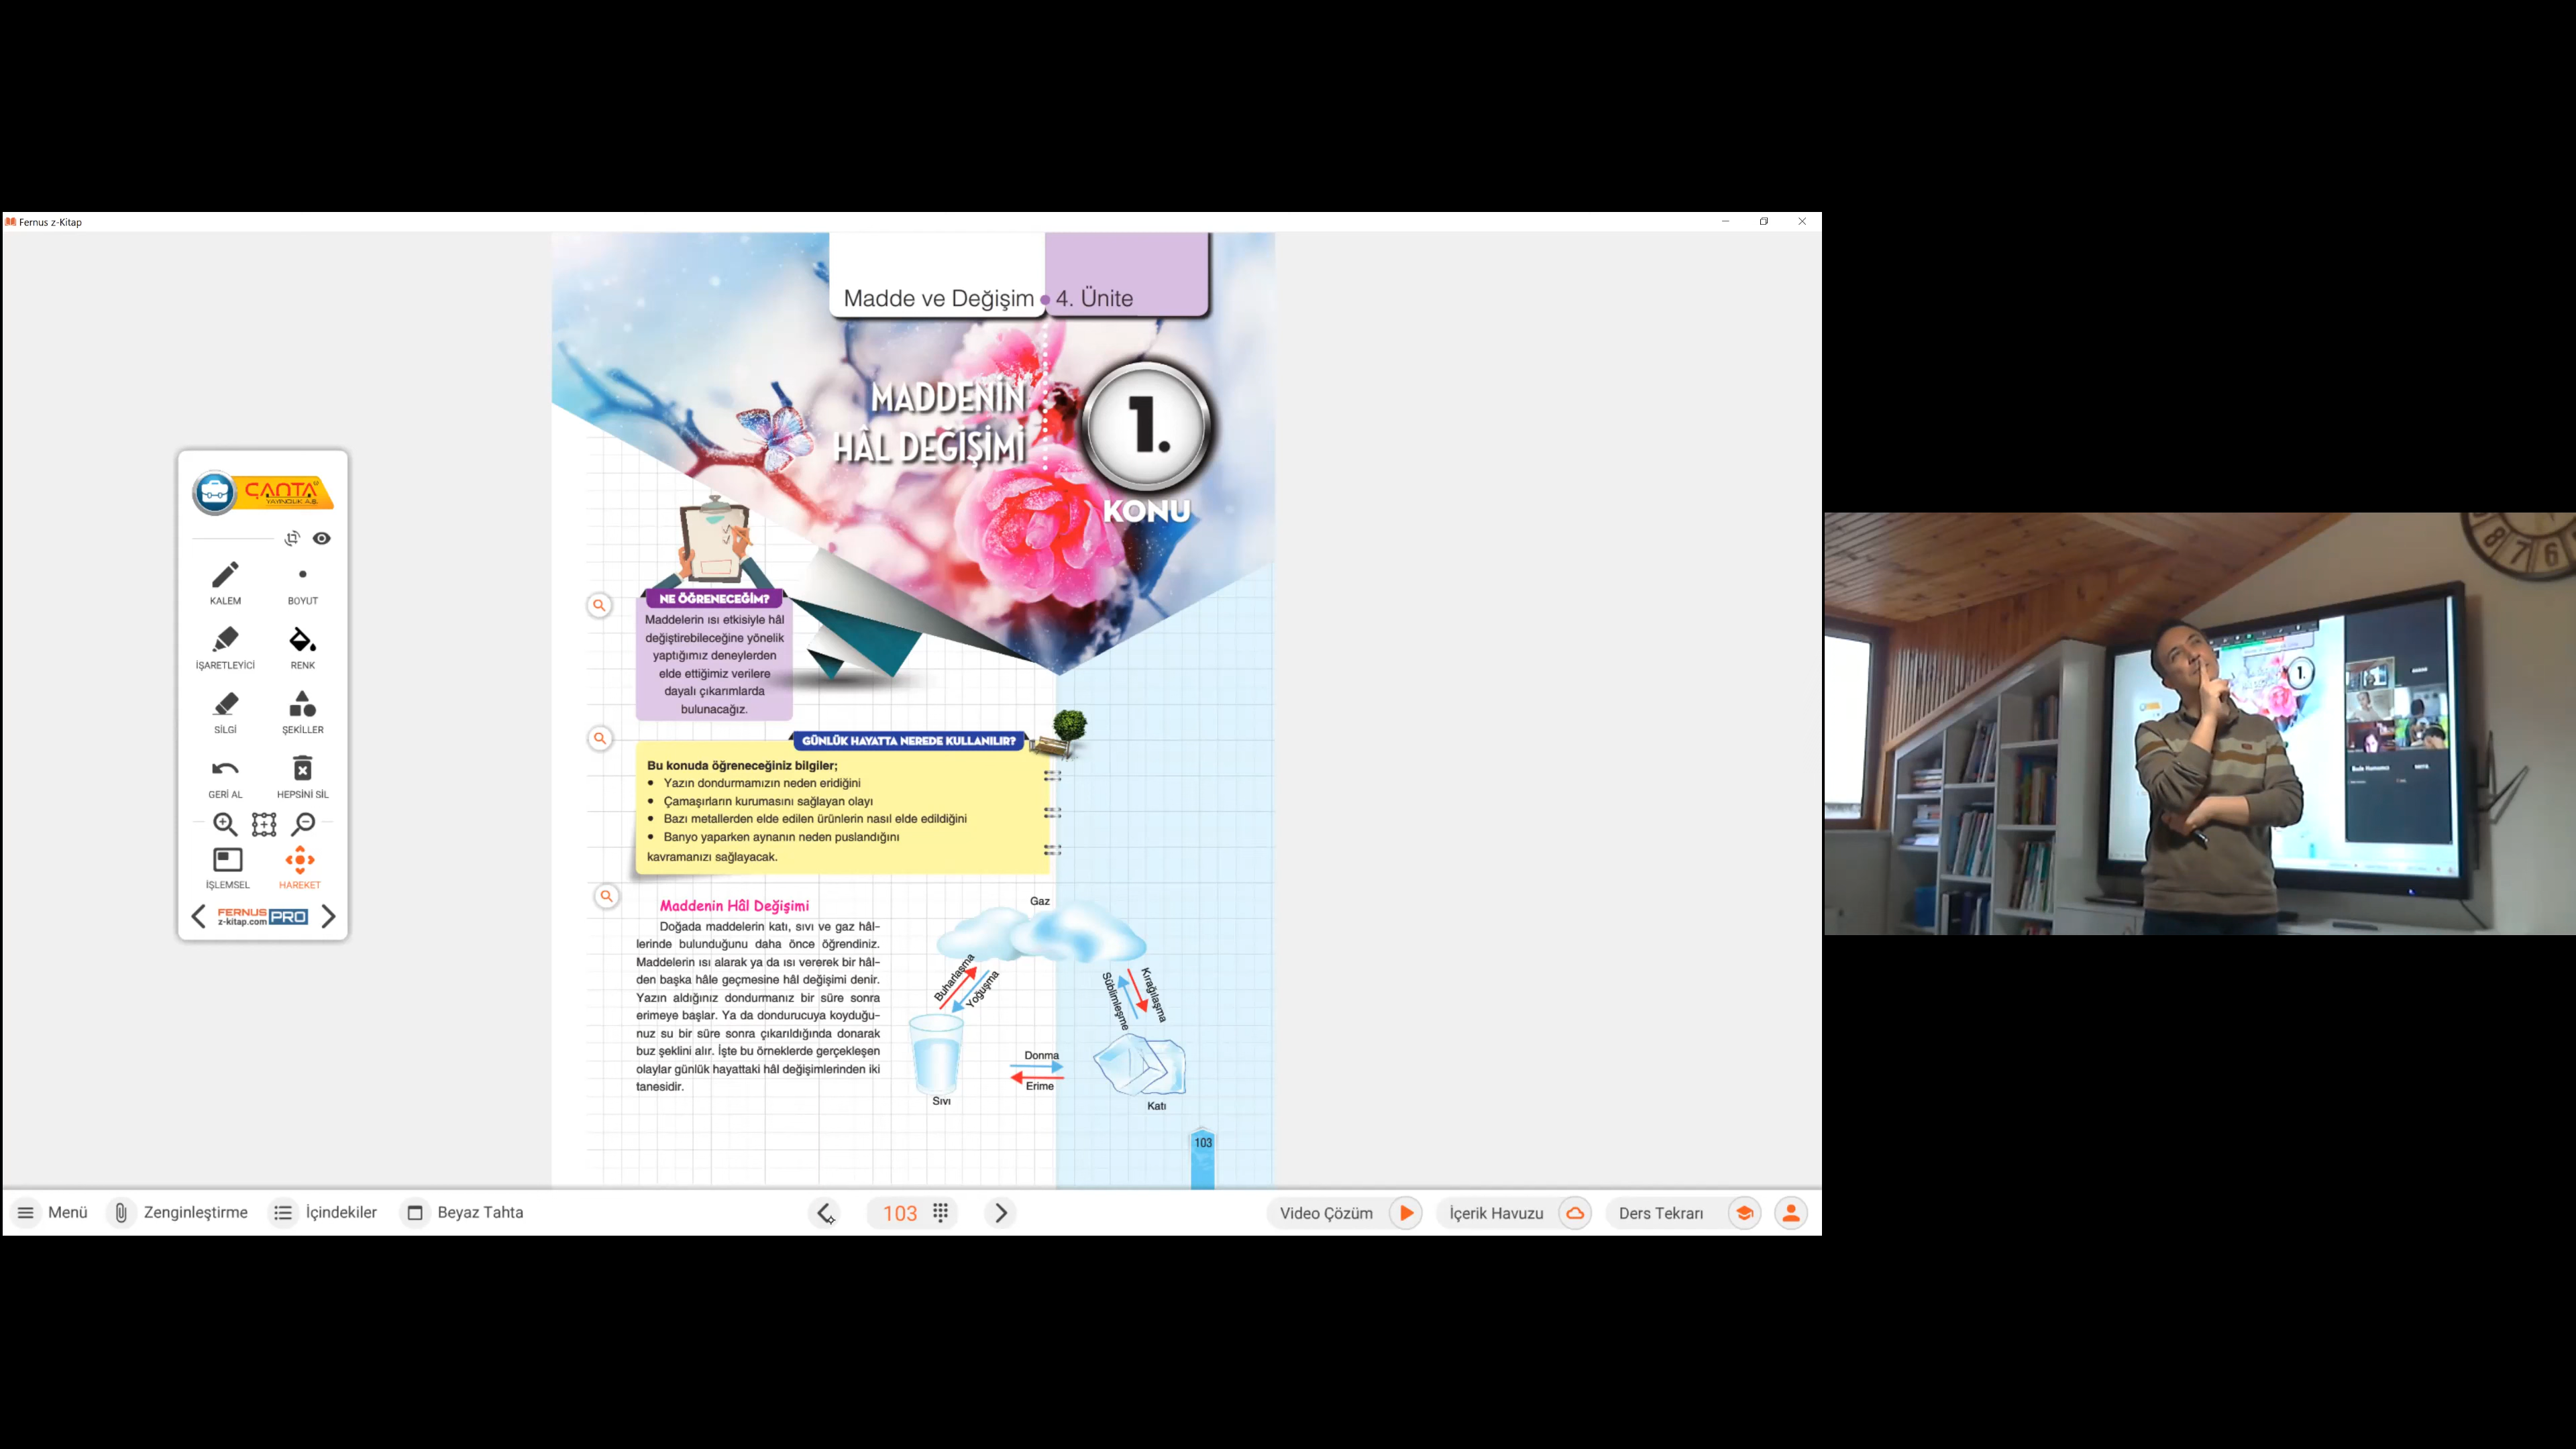 Fernus z-Kitap
Madde ve Değişim
4. Ünite
MADDENİN
HÂL DEĞİŞİMİ
1.
KONU
ÇANTA
YAYINCILIK A.Ş.
KALEM
BOYUT
İŞARETLEYİCİ
RENK
SİLGİ
ŞEKİLLER
GERİ AL
HEPSİNİ SİL
İŞLEMSEL
HAREKET
FERNUS
z-kitap.com
PRO
NE ÖĞRENECEĞİM?
Maddelerin ısı etkisiyle hâl
değiştirebileceğine yönelik
yaptığımız deneylerden
elde ettiğimiz verilere
dayalı çıkarımlarda
bulunacağız.
GÜNLÜK HAYATTA NEREDE KULLANILIR?
Bu konuda öğreneceğiniz bilgiler;
• Yazın dondurmamızın neden eridiğini
• Çamaşırların kurumasını sağlayan olayı
• Bazı metallerden elde edilen ürünlerin nasıl elde edildiğini
• Banyo yaparken aynanın neden puslandığını
kavramanızı sağlayacak.
Maddenin Hâl Değişimi
Doğada maddelerin katı, sıvı ve gaz hâl-
lerinde bulunduğunu daha önce öğrendiniz.
Maddelerin ısı alarak ya da ısı vererek bir hâl-
den başka hâle geçmesine hâl değişimi denir.
Yazın aldığınız dondurmanız bir süre sonra
erimeye başlar. Ya da dondurucuya koyduğu-
nuz su bir süre sonra çıkarıldığında donarak
buz şeklini alır. İşte bu örneklerde gerçekleşen
olaylar günlük hayattaki hâl değişimlerinden iki
tanesidir.
Gaz
Buharlaşma
Yoğuşma
Süblimleşme
Kırağılaşma
Donma
Erime
Sıvı
Katı
103
Menü
Zenginleştirme
İçindekiler
Beyaz Tahta
103
Video Çözüm
İçerik Havuzu
Ders Tekrarı
8 7 6
1.